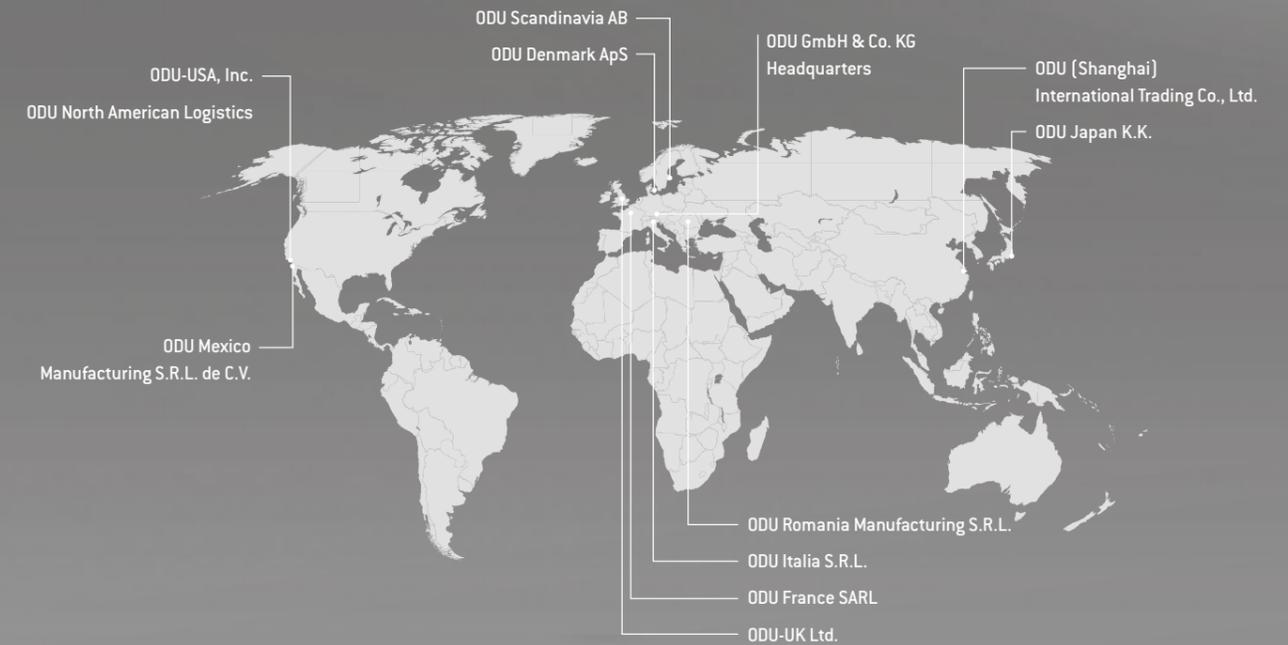 ODU Scandinavia AB
ODU Denmark ApS
ODU GmbH & Co. KG
Headquarters
ODU-USA, Inc.
ODU North American Logistics
ODU (Shanghai)
International Trading Co., Ltd.
ODU Japan K.K.
ODU Mexico
Manufacturing S.R.L. de C.V.
ODU Romania Manufacturing S.R.L.
ODU Italia S.R.L.
ODU France SARL
ODU-UK Ltd.